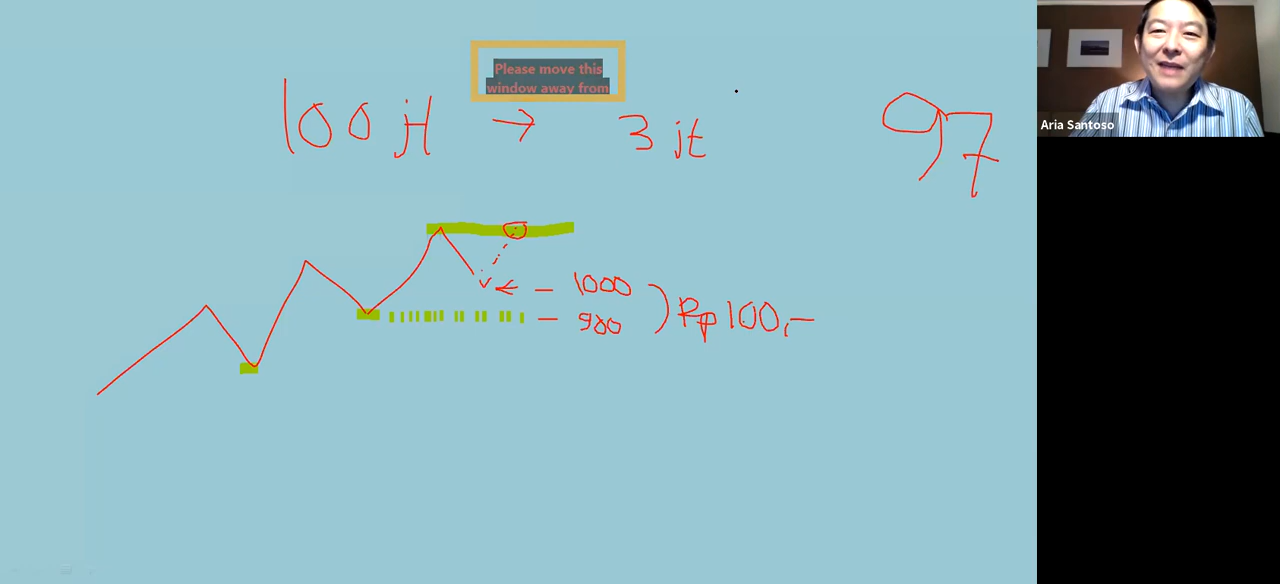 Please move this
window away from
100 jt → 3 jt 97
Aria Santoso
← – 1000
– 900 ) Rp 100,–